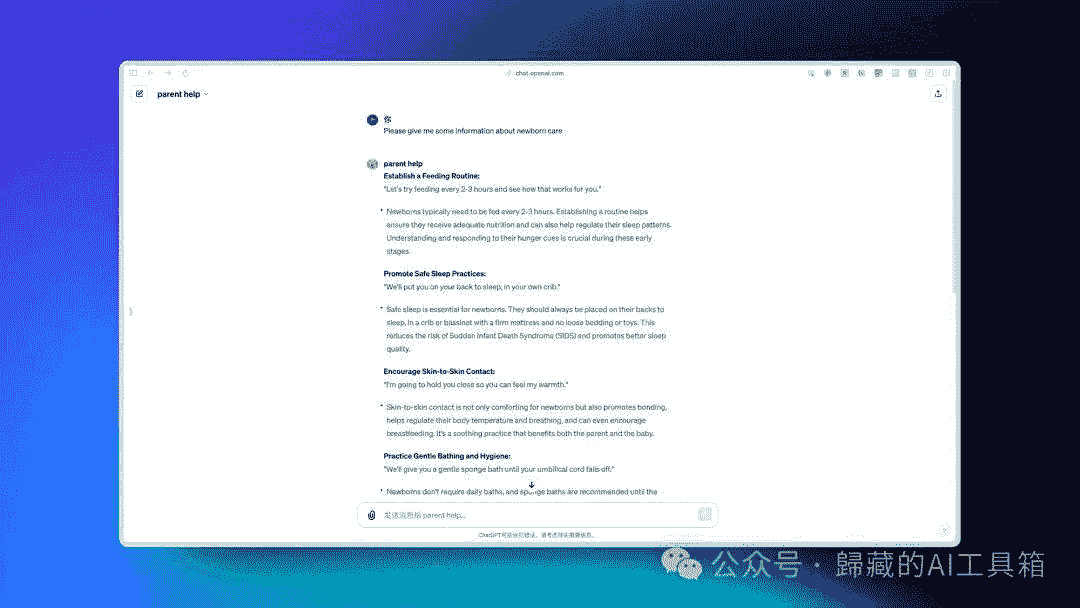 chat.openai.com
parent help
你
Please give me some information about newborn care
parent help
Establish a Feeding Routine:
"Let's try feeding every 2-3 hours and see how that works for you."
• Newborns typically need to be fed every 2-3 hours. Establishing a routine helps
ensure they receive adequate nutrition and can also help regulate their sleep patterns.
Understanding and responding to their hunger cues is crucial during these early
stages.
Promote Safe Sleep Practices:
"We'll put you on your back to sleep, in your own crib."
• Safe sleep is essential for newborns. They should always be placed on their backs to
sleep, in a crib or bassinet with a firm mattress and no loose bedding or toys. This
reduces the risk of Sudden Infant Death Syndrome (SIDS) and promotes better sleep
quality.
Encourage Skin-to-Skin Contact:
"I'm going to hold you close so you can feel my warmth."
• Skin-to-skin contact is not only comforting for newborns but also promotes bonding,
helps regulate their body temperature and breathing, and can even encourage
breastfeeding. It's a soothing practice that benefits both the parent and the baby.
Practice Gentle Bathing and Hygiene:
"We'll give you a gentle sponge bath until your umbilical cord falls off."
• Newborns don't require daily baths, and sponge baths are recommended until the
发送消息给 parent help...
ChatGPT可能会犯错误。请考虑核实重要信息。
公众号·歸藏的AI工具箱